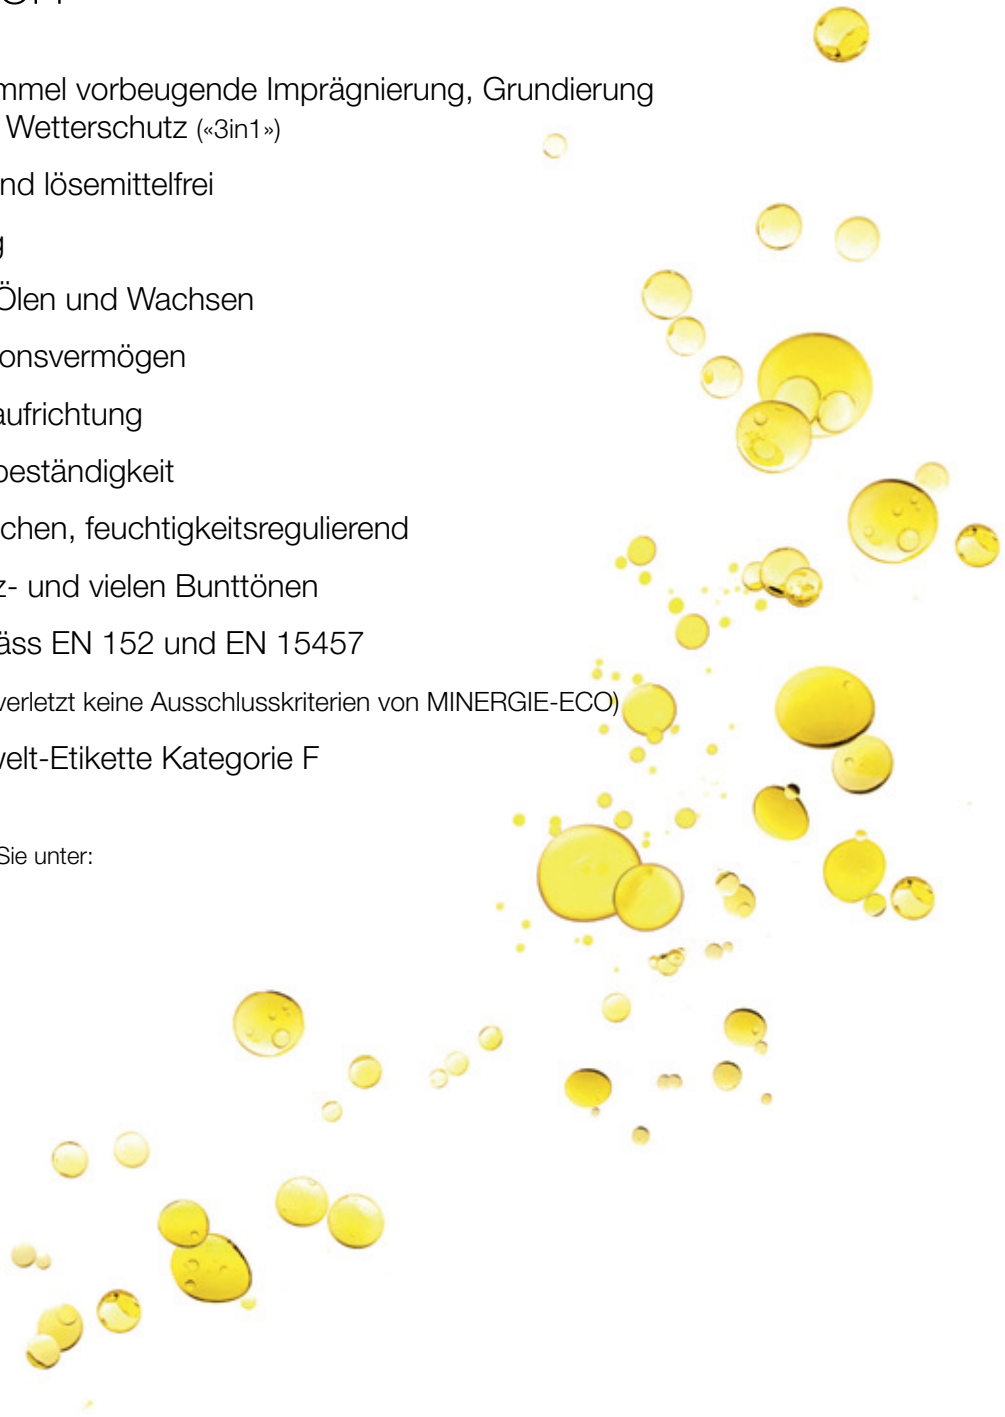 mmel vorbeugende Imprägnierung, Grundierung
Wetterschutz («3in1»)
nd lösemittelfrei
g
Ölen und Wachsen
onsvermögen
aufrichtung
beständigkeit
chen, feuchtigkeitsregulierend
z- und vielen Bunttönen
äss EN 152 und EN 15457
verletzt keine Ausschlusskriterien von MINERGIE-ECO)
velt-Etikette Kategorie F
Sie unter: